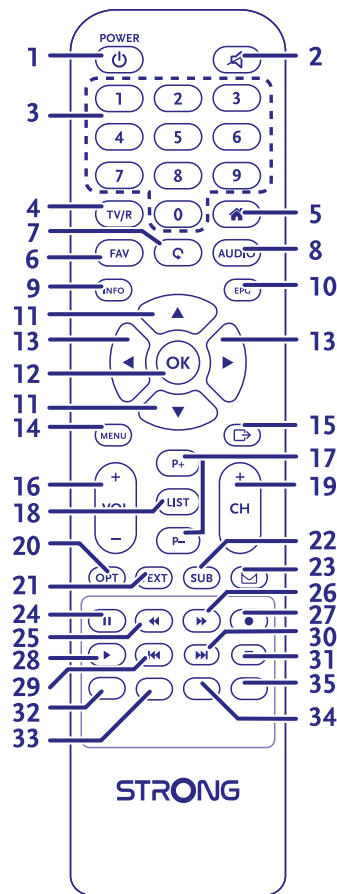 POWER
1 2
3 1 2 3
4 5 6
7 8 9
4 TV/R 0 5
7
6 FAV AUDIO 8
9 INFO EPG 10
11
13 13
12 OK
11
14 MENU 15
P+ 17
16 + + 19
VOL LIST CH
18
− P− −
20 22
OPT TEXT SUB 23
21
24 26
25 27
28 30
29 31
32 35
33 34
STRONG